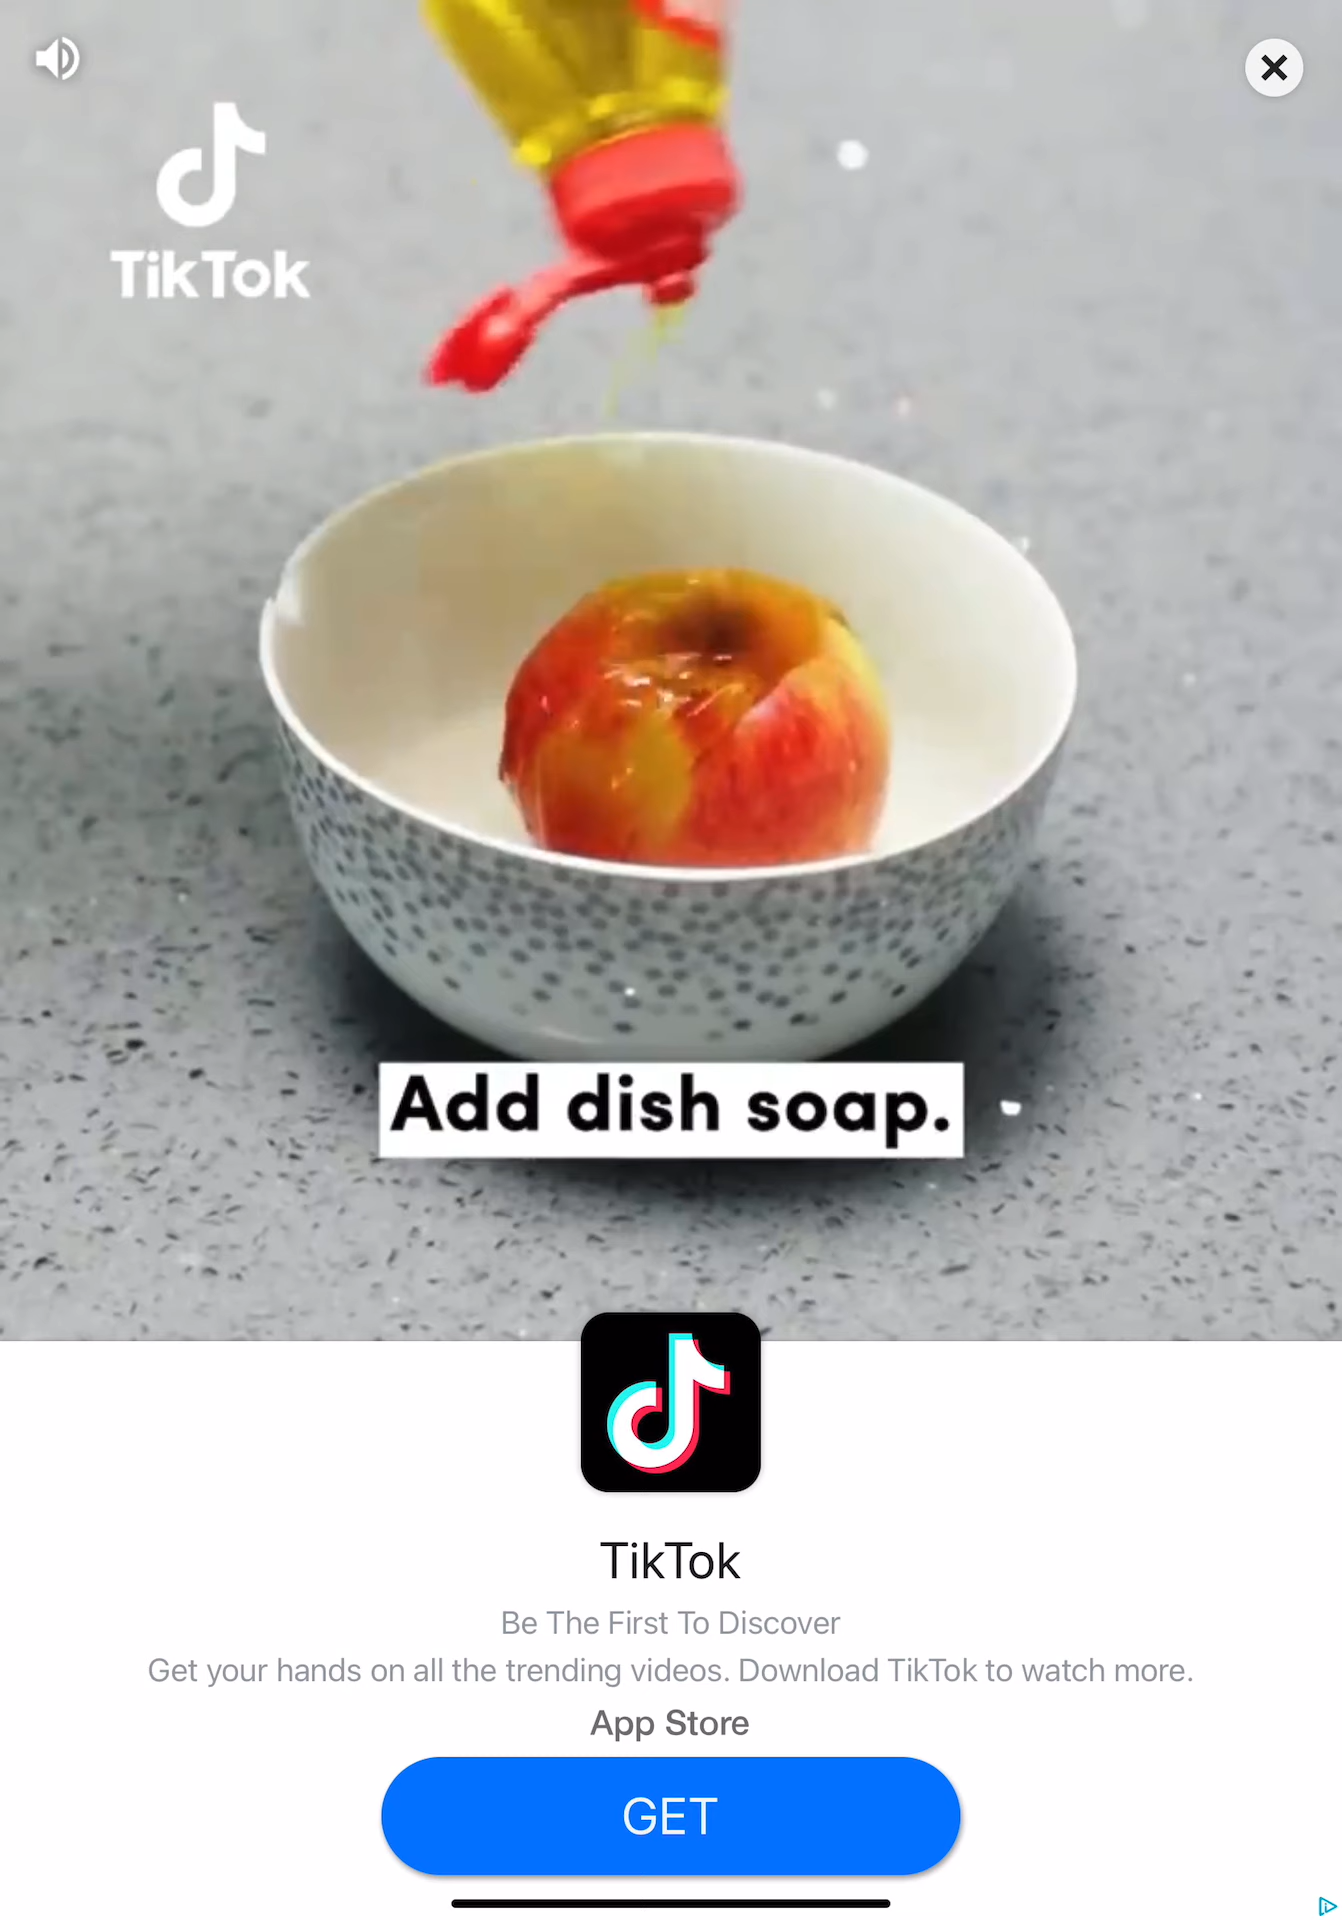 TikTok
Add dish soap.
TikTok
Be The First To Discover
Get your hands on all the trending videos. Download TikTok to watch more.
App Store
GET